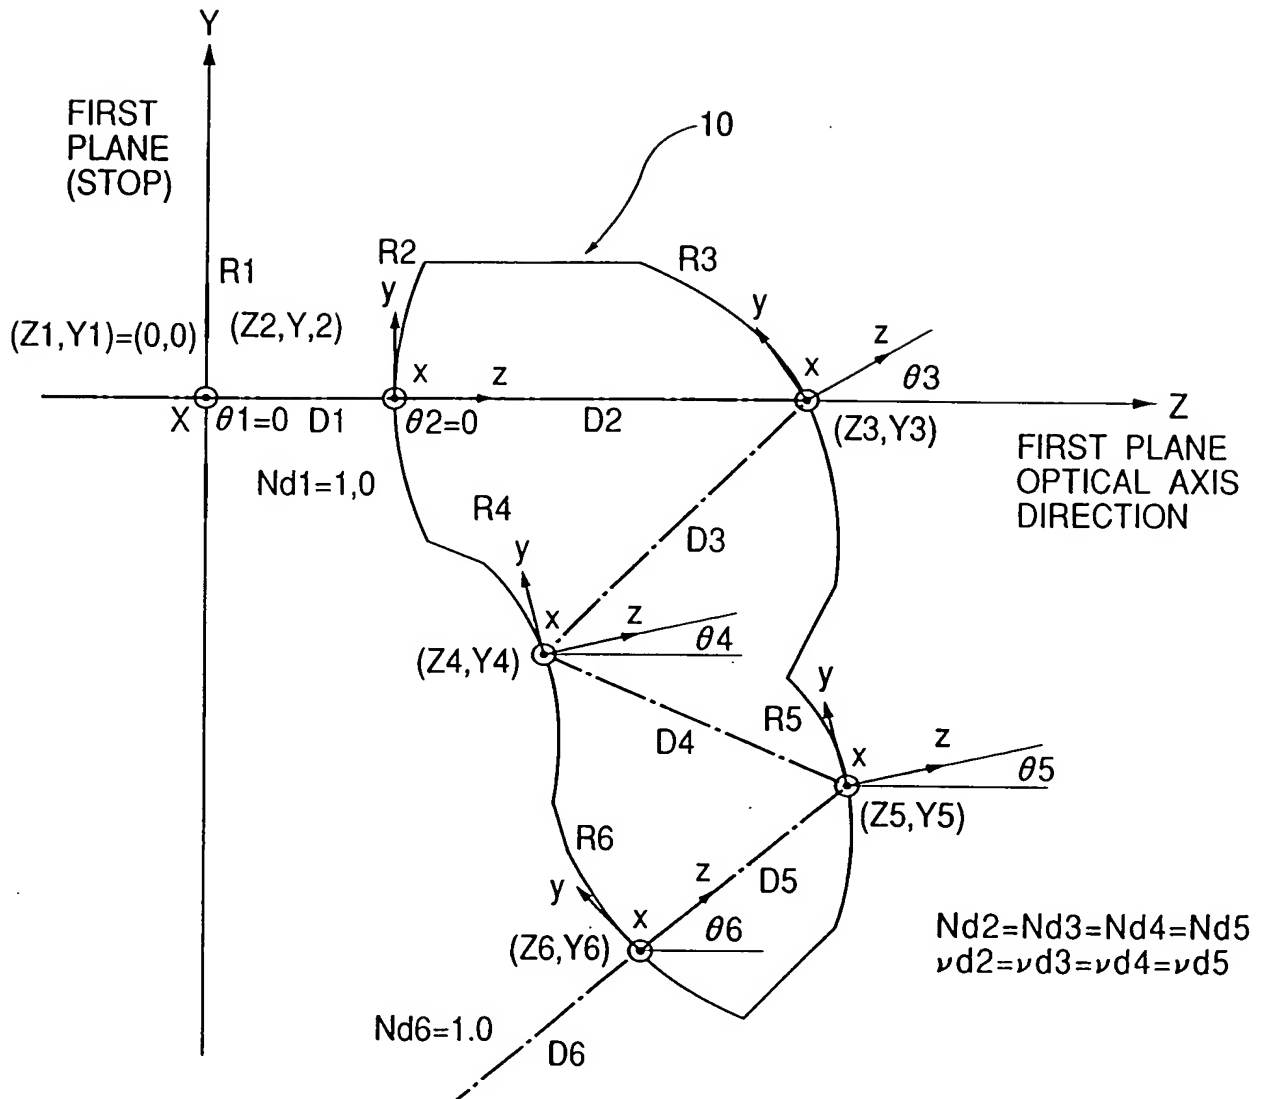 Y
FIRST
PLANE
(STOP)
10
R2
R3
R1
y
y
(Z1,Y1)=(0,0)
(Z2,Y,2)
z
x
x
z
θ3
Z
X
θ1=0
D1
θ2=0
D2
(Z3,Y3)
FIRST PLANE
OPTICAL AXIS
DIRECTION
Nd1=1,0
R4
D3
y
x
z
θ4
(Z4,Y4)
y
R5
D4
x
z
θ5
(Z5,Y5)
R6
z
D5
y
x
θ6
(Z6,Y6)
Nd2=Nd3=Nd4=Nd5
νd2=νd3=νd4=νd5
Nd6=1.0
D6